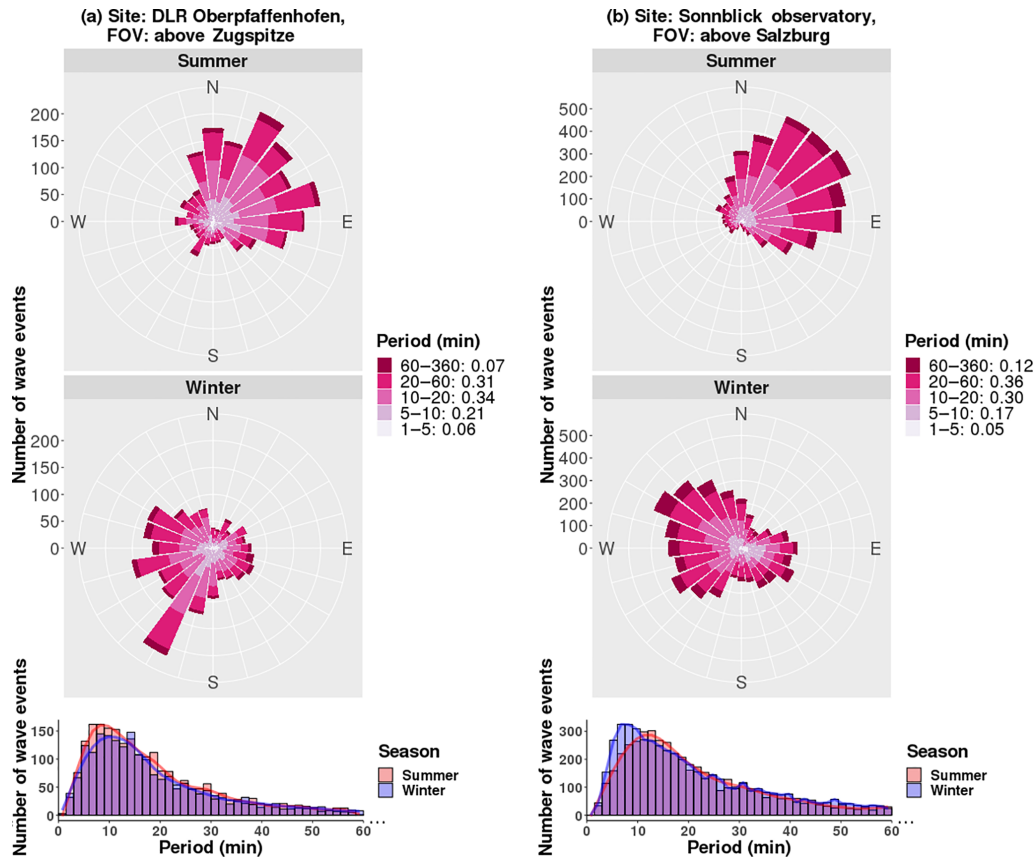 (a) Site: DLR Oberpfaffenhofen,
FOV: above Zugspitze
Summer
N
200
150
100
50
0
W
E
S
Number of wave events
Period (min)
60–360: 0.07
20–60: 0.31
10–20: 0.34
5–10: 0.21
1–5: 0.06
Winter
N
200
150
100
50
0
W
E
S
Number of wave events
150
100
50
0
0 10 20 30 40 50 60 ...
Period (min)
Season
Summer
Winter
(b) Site: Sonnblick observatory,
FOV: above Salzburg
Summer
N
500
400
300
200
100
0
W
E
S
Number of wave events
Period (min)
60–360: 0.12
20–60: 0.36
10–20: 0.30
5–10: 0.17
1–5: 0.05
Winter
N
500
400
300
200
100
0
W
E
S
Number of wave events
300
200
100
0
0 10 20 30 40 50 60 ...
Period (min)
Season
Summer
Winter